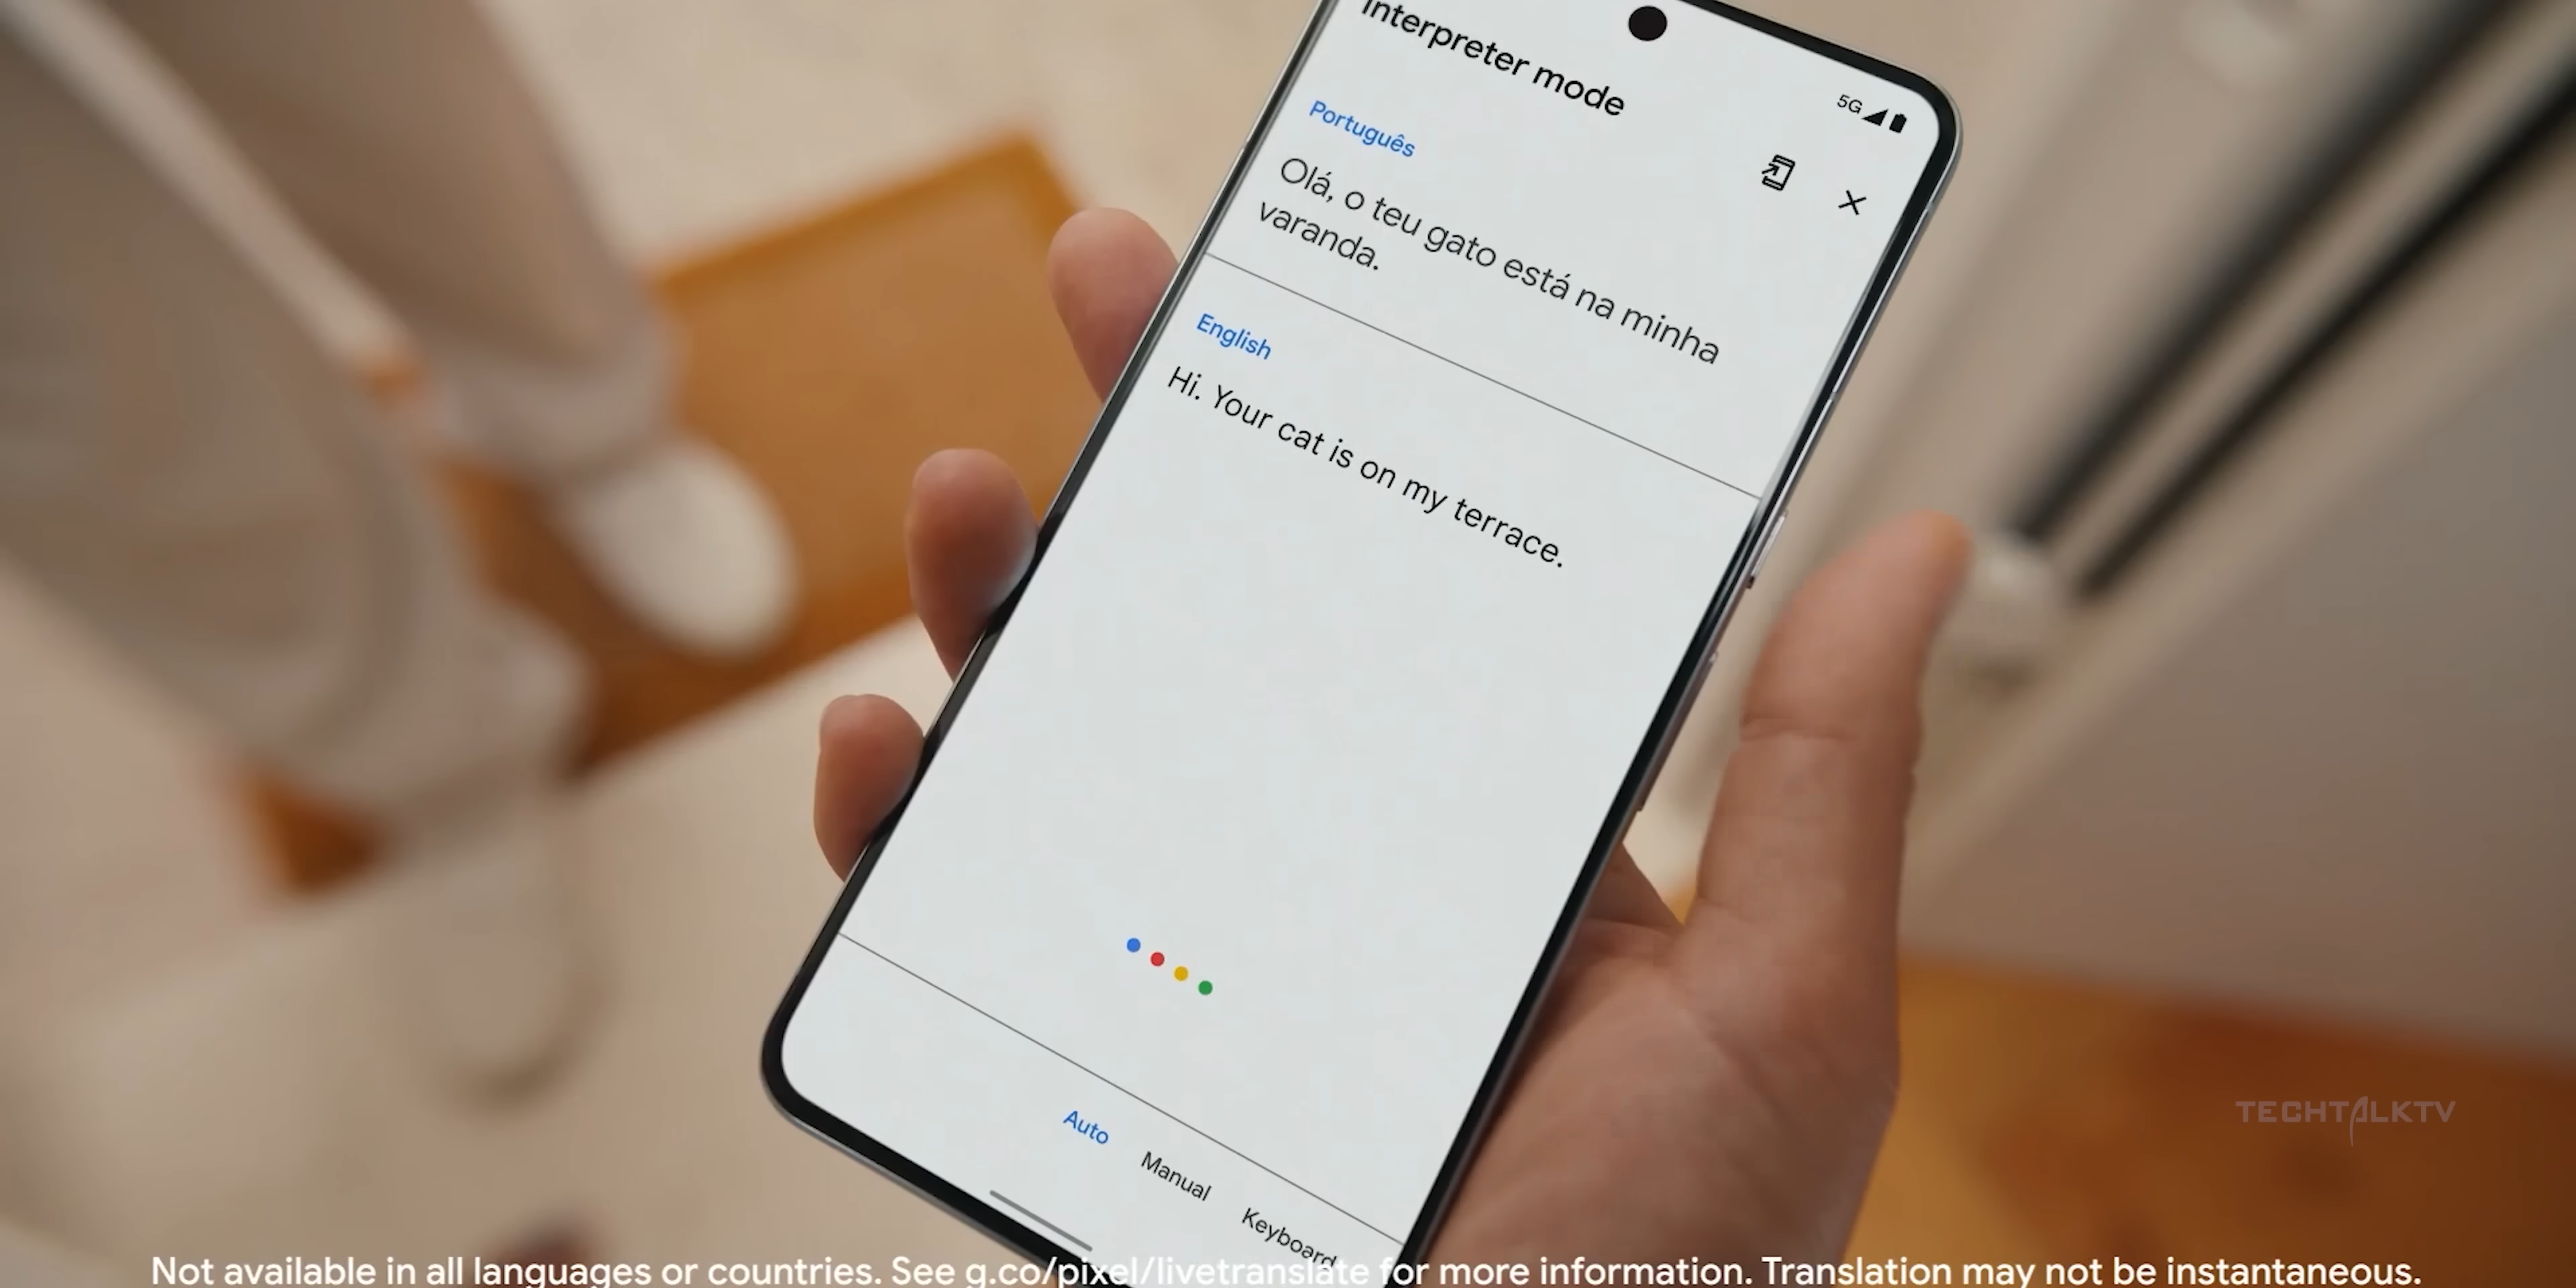 Interpreter mode
5G
Português
Olá, o teu gato está na minha
varanda.
English
Hi. Your cat is on my terrace.
Auto
Manual
Keyboard
TECHTALKTV
Not available in all languages or countries. See g.co/pixel/livetranslate for more information. Translation may not be instantaneous.